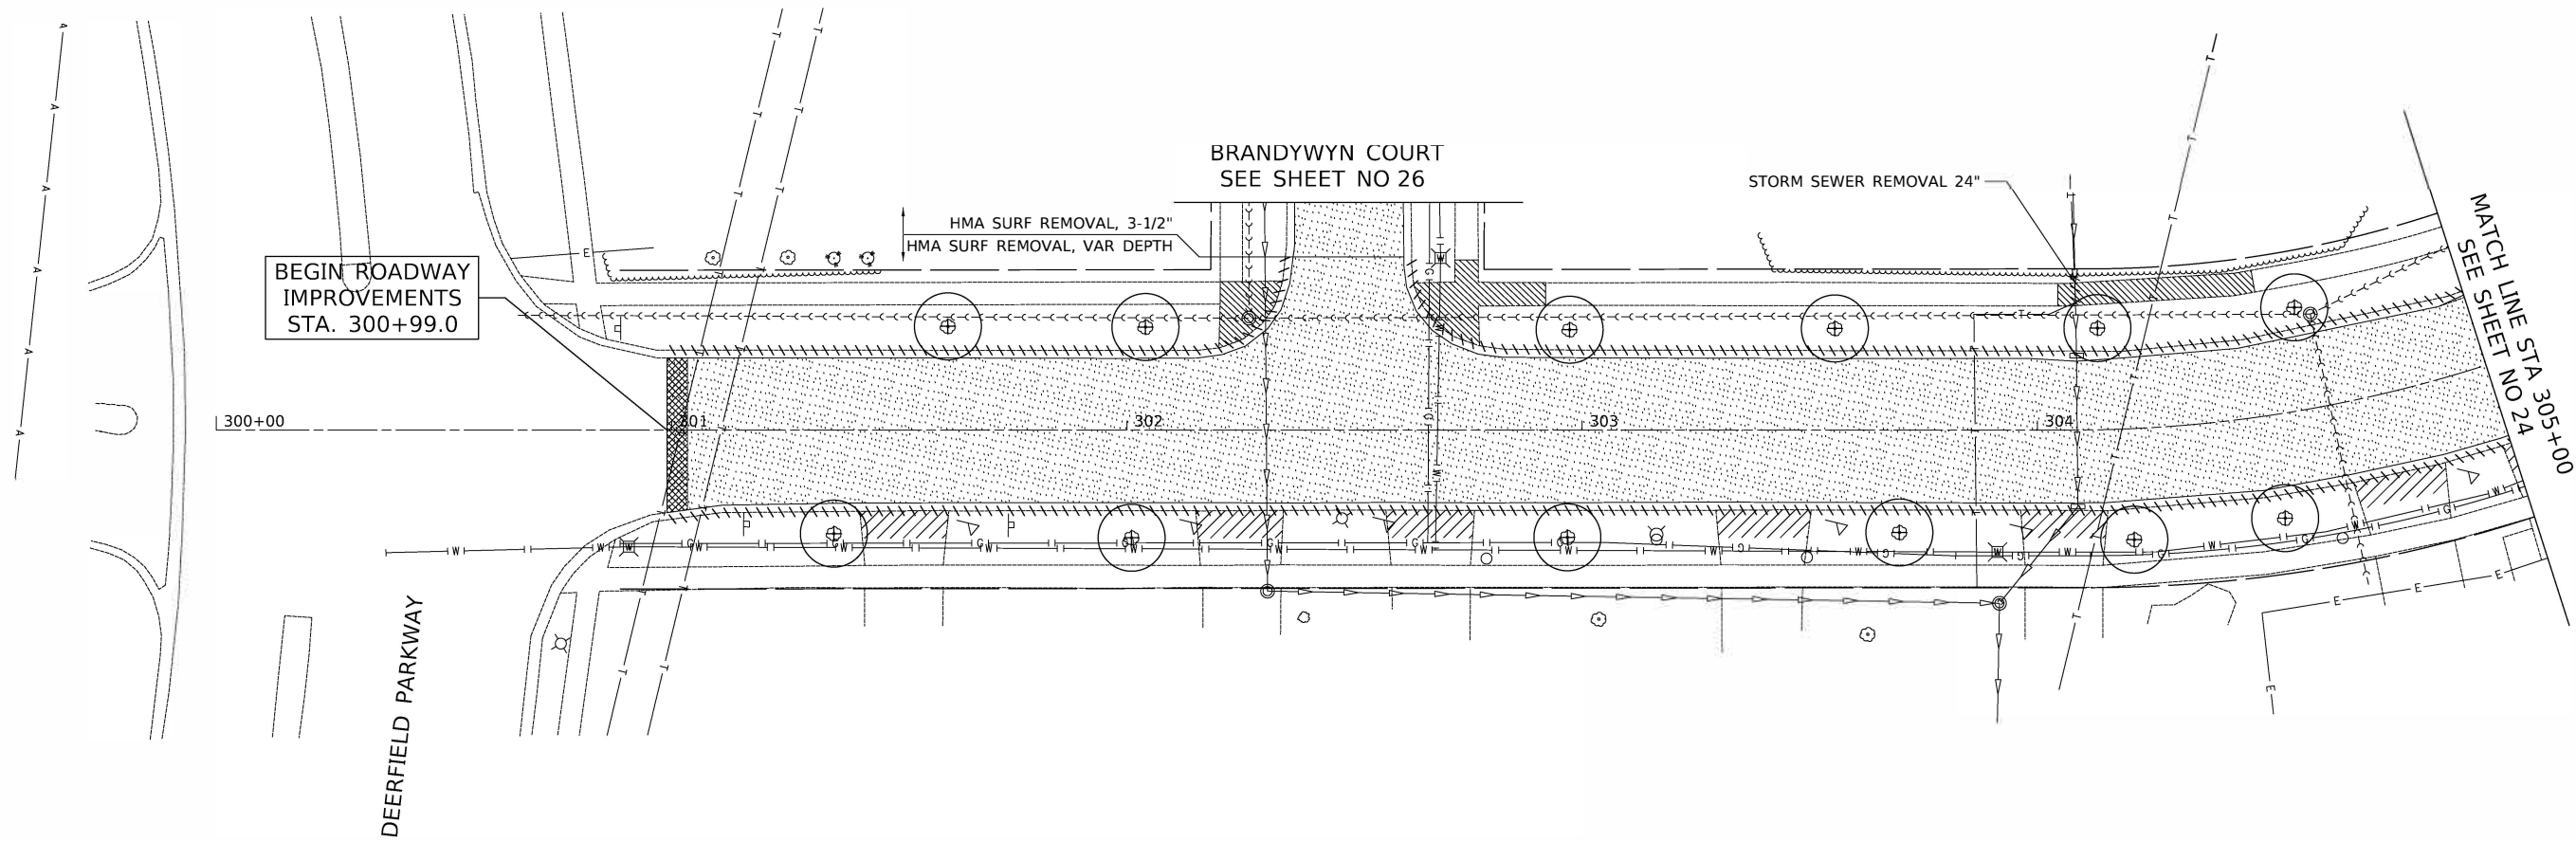 BRANDYWYN COURT
SEE SHEET NO 26
STORM SEWER REMOVAL 24"
HMA SURF REMOVAL, 3-1/2"
HMA SURF REMOVAL, VAR DEPTH
BEGIN ROADWAY
IMPROVEMENTS
STA. 300+99.0
MATCH LINE STA 305+00
SEE SHEET NO 24
300+00
301
302
303
304
DEERFIELD PARKWAY